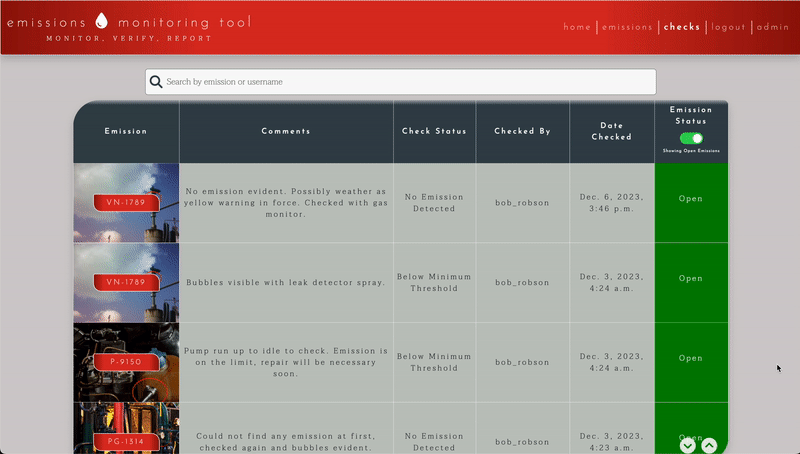 emissions monitoring tool
MONITOR, VERIFY, REPORT
home emissions checks logout admin
Search by emission or username
Emission Comments Check Status Checked By Date Checked Emission Status
Showing Open Emissions
VN-1789
No emission evident. Possibly weather as
yellow warning in force. Checked with gas
monitor.
No Emission
Detected
bob_robson
Dec. 6, 2023,
3:46 p.m.
Open
VN-1789
Bubbles visible with leak detector spray.
Below Minimum
Threshold
bob_robson
Dec. 3, 2023,
4:24 a.m.
Open
P-9150
Pump run up to idle to check. Emission is
on the limit, repair will be necessary
soon.
Below Minimum
Threshold
bob_robson
Dec. 3, 2023,
4:24 a.m.
Open
PG-1314
Could not find any emission at first,
checked again and bubbles evident.
No Emission
Detected
bob_robson
Dec. 3, 2023,
4:23 a.m.
Open